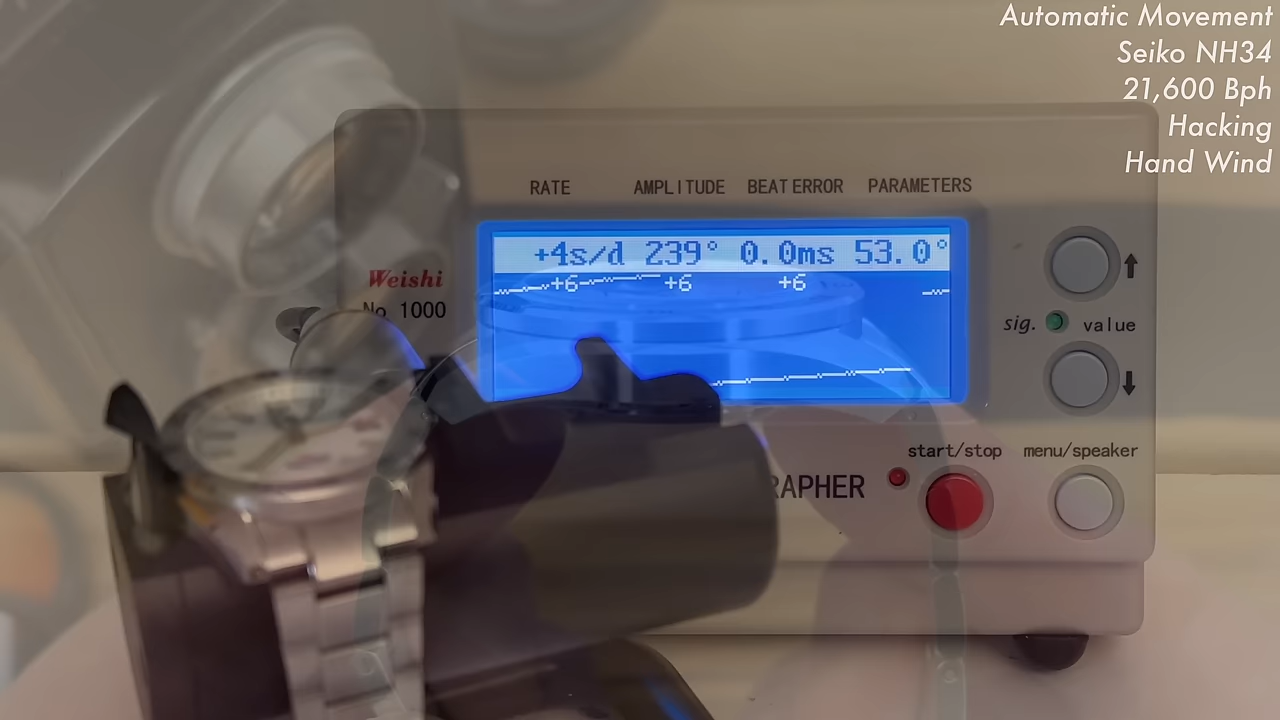 Automatic Movement
Seiko NH34
21,600 Bph
Hacking
Hand Wind
RATE AMPLITUDE BEAT ERROR PARAMETERS
+4s/d 239° 0.0ms 53.0°
+6 +6 +6
Weishi
No. 1000
sig. value
start/stop menu/speaker
RAPHER